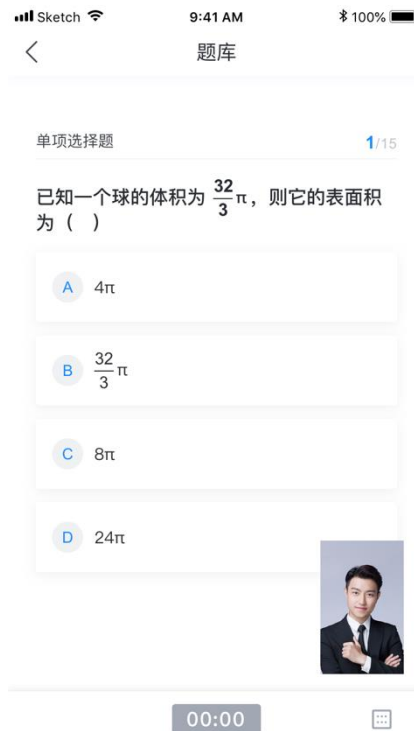 Sketch 9:41 AM 100%
题库
单项选择题 1/15
已知一个球的体积为 32/3 π，则它的表面积
为（ ）
A 4π
B 32/3 π
C 8π
D 24π
00:00